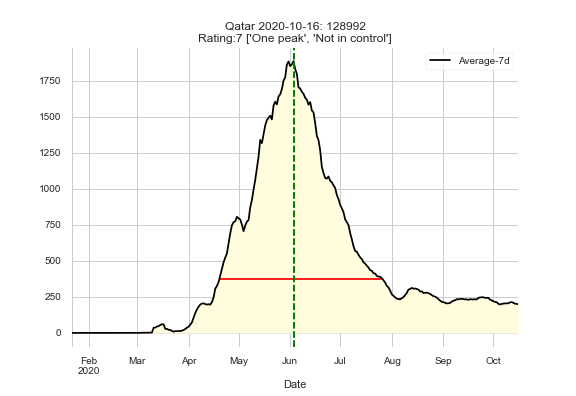 Qatar 2020-10-16: 128992
Rating:7 ['One peak', 'Not in control']
Average-7d
1750
1500
1250
1000
750
500
250
0
Feb Mar Apr May Jun Jul Aug Sep Oct
2020
Date